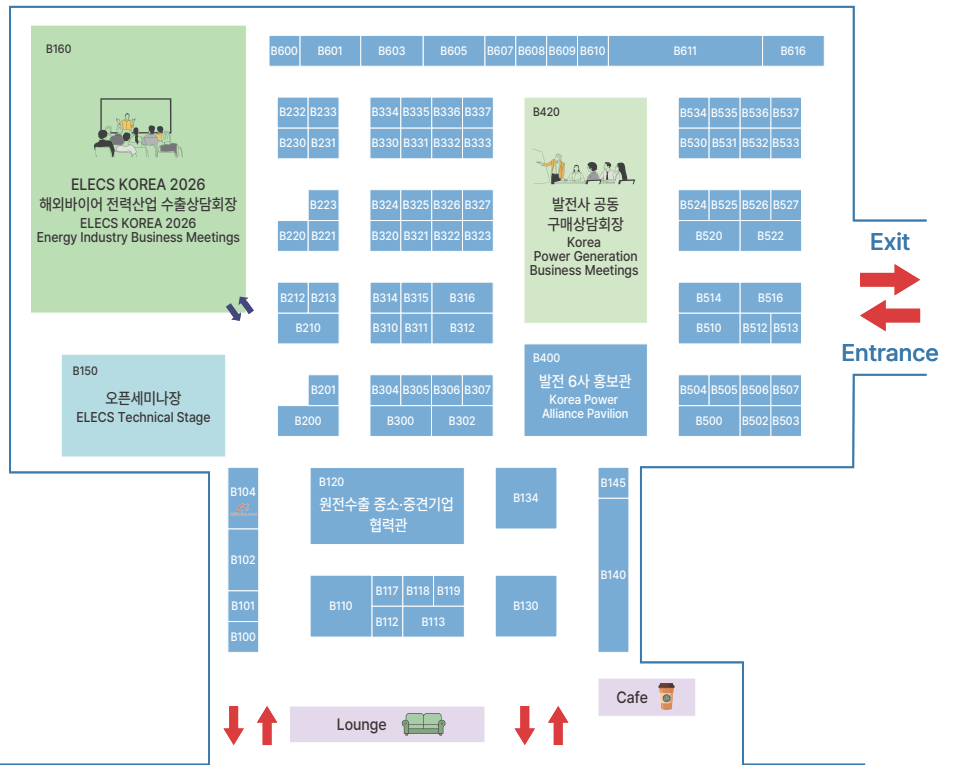 B160
ELECS KOREA 2026
해외바이어 전력산업 수출상담회장
ELECS KOREA 2026
Energy Industry Business Meetings
B600 B601 B603 B605 B607 B608 B609 B610 B611 B616
B232 B233 B334 B335 B336 B337
B230 B231 B330 B331 B332 B333
B420
발전사 공동
구매상담회장
Korea
Power Generation
Business Meetings
B534 B535 B536 B537
B530 B531 B532 B533
B223 B324 B325 B326 B327
B220 B221 B320 B321 B322 B323
B524 B525 B526 B527
B520 B522
Exit
Entrance
B212 B213 B314 B315 B316
B210 B310 B311 B312
B514 B516
B510 B512 B513
B150
오픈세미나장
ELECS Technical Stage
B201 B304 B305 B306 B307
B200 B300 B302
B400
발전 6사 홍보관
Korea Power
Alliance Pavilion
B504 B505 B506 B507
B500 B502 B503
B104
B102
B101
B100
B120
원전수출 중소·중견기업
협력관
B134
B145
B140
B110
B117 B118 B119
B112 B113
B130
Cafe
Lounge